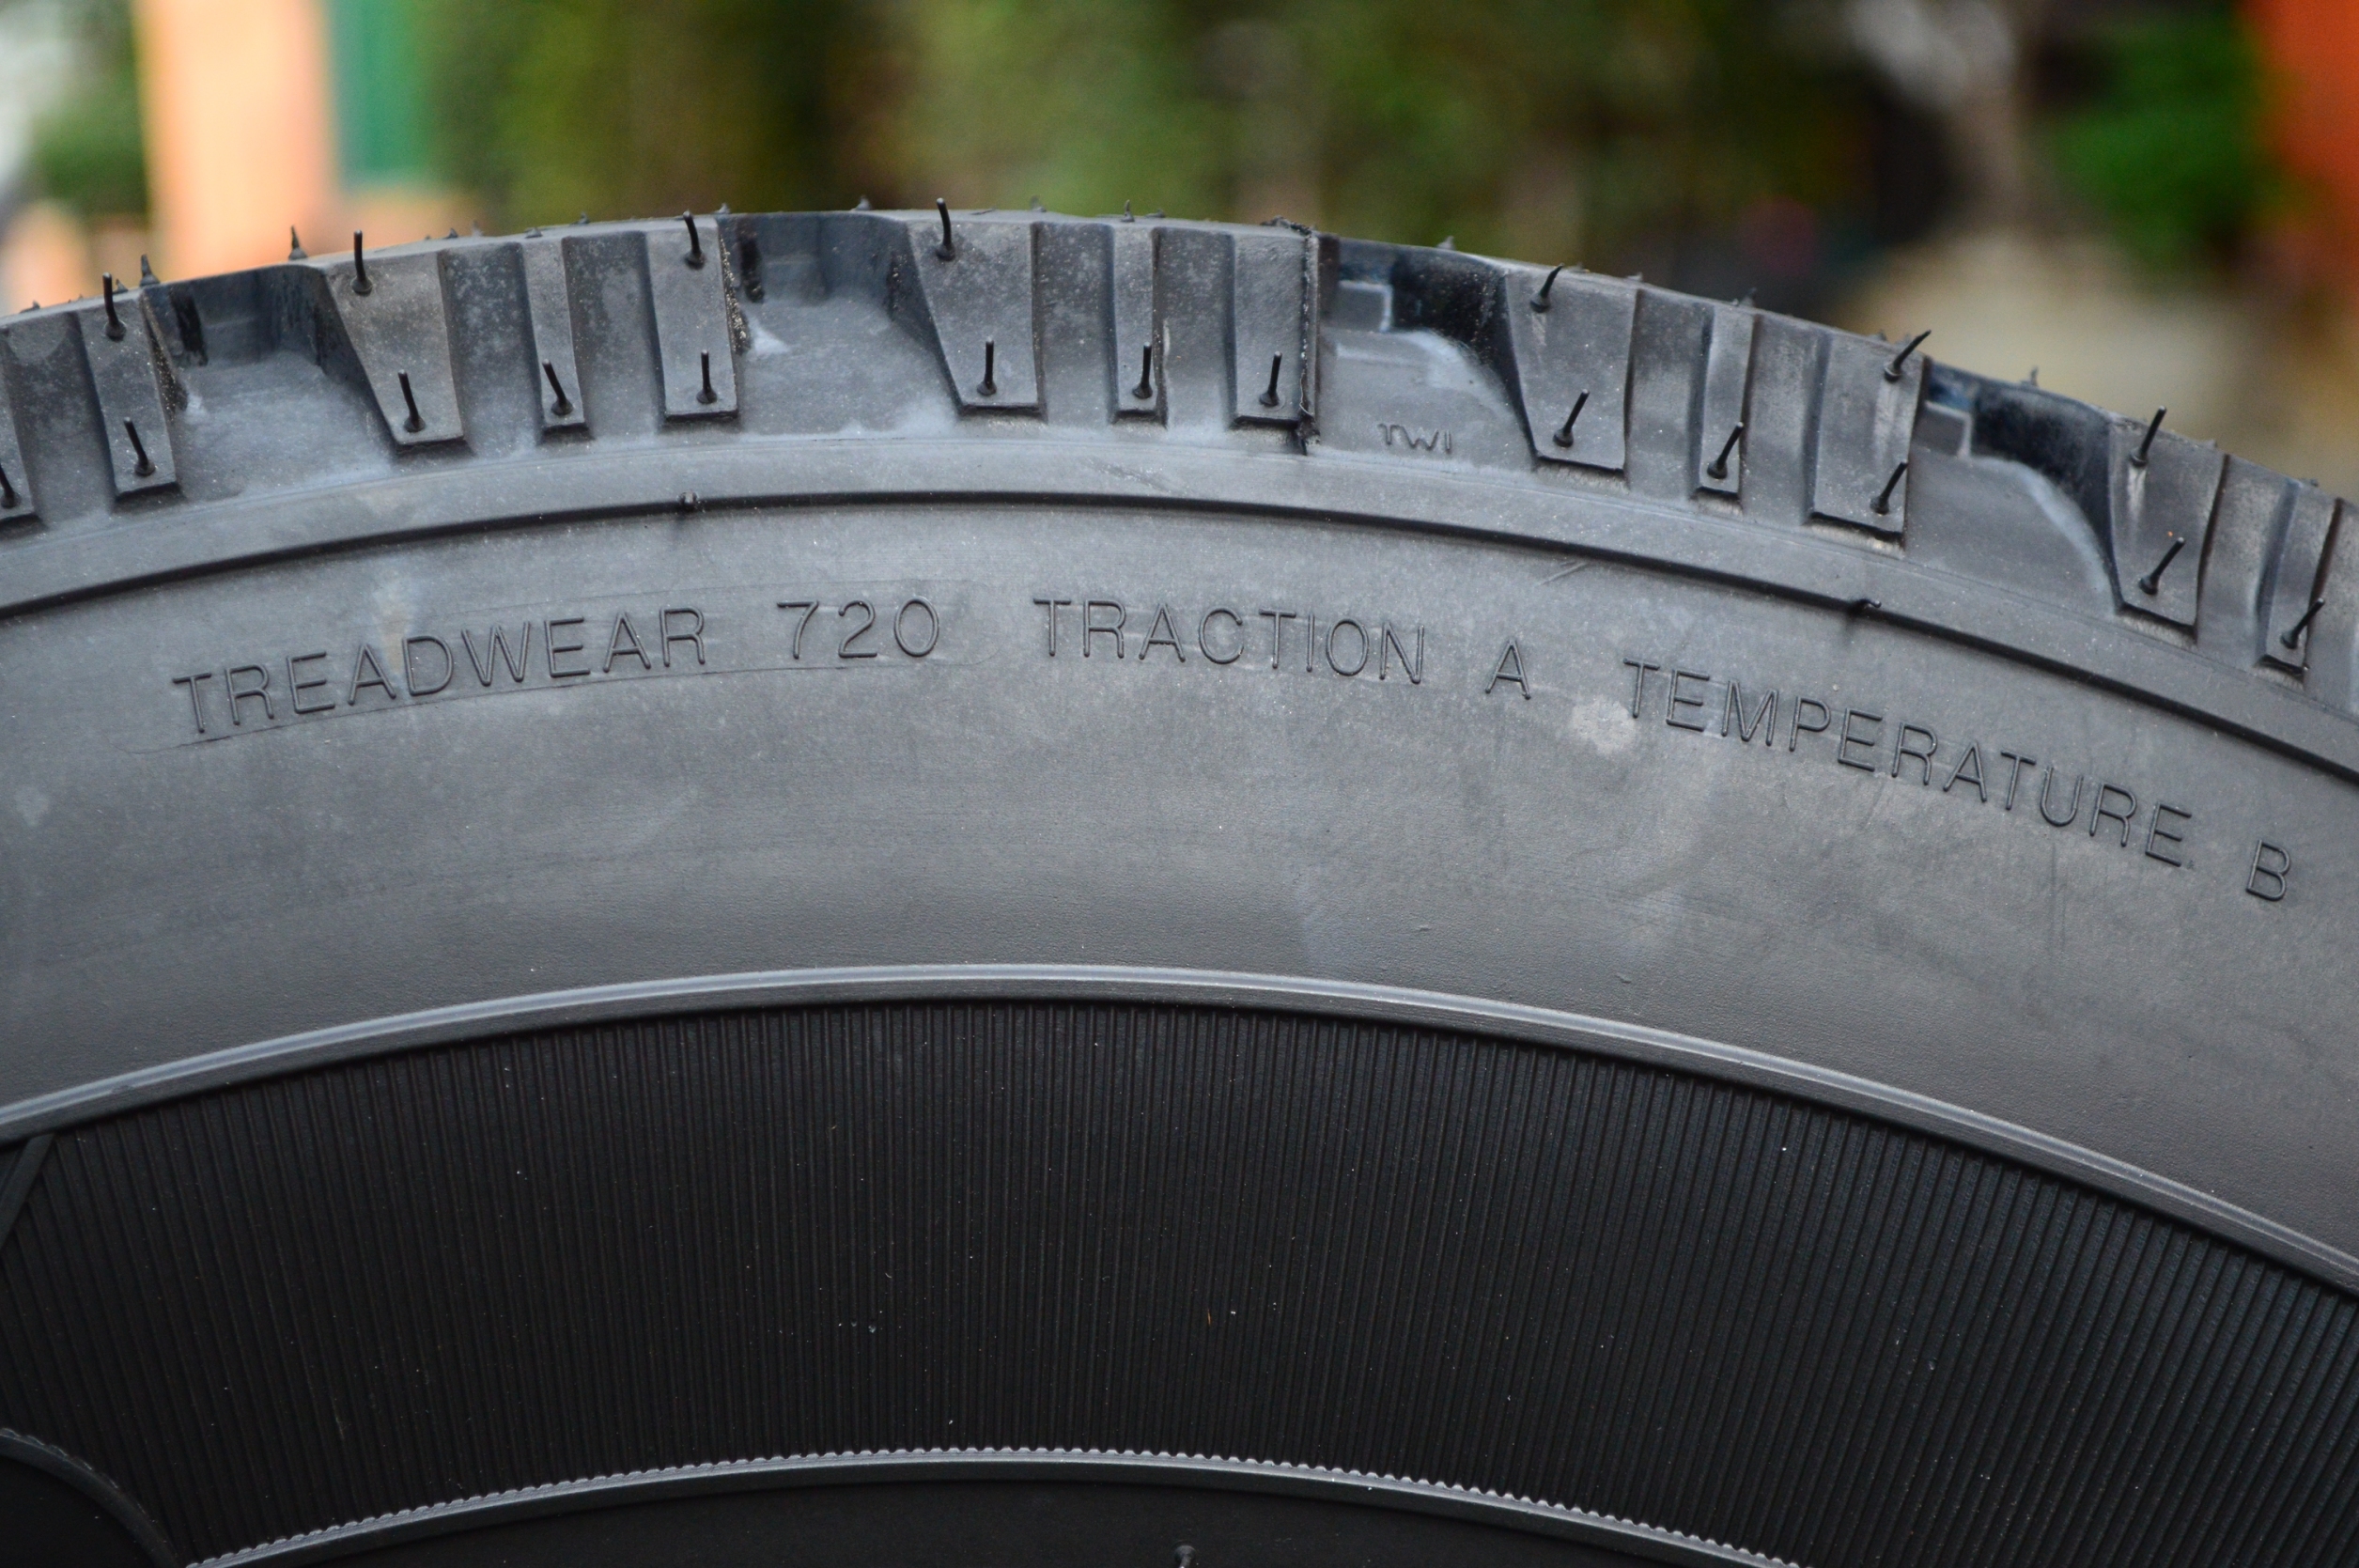 TWI
TREADWEAR 720 TRACTION A TEMPERATURE B